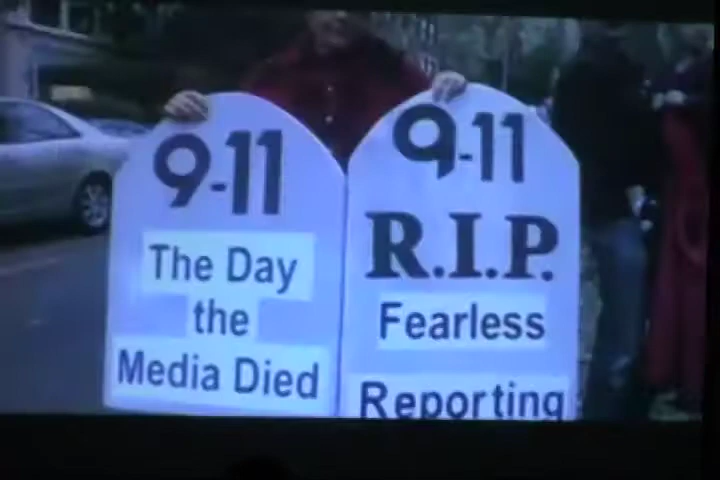 9-11
The Day
the
Media Died
9-11
R.I.P.
Fearless
Reporting